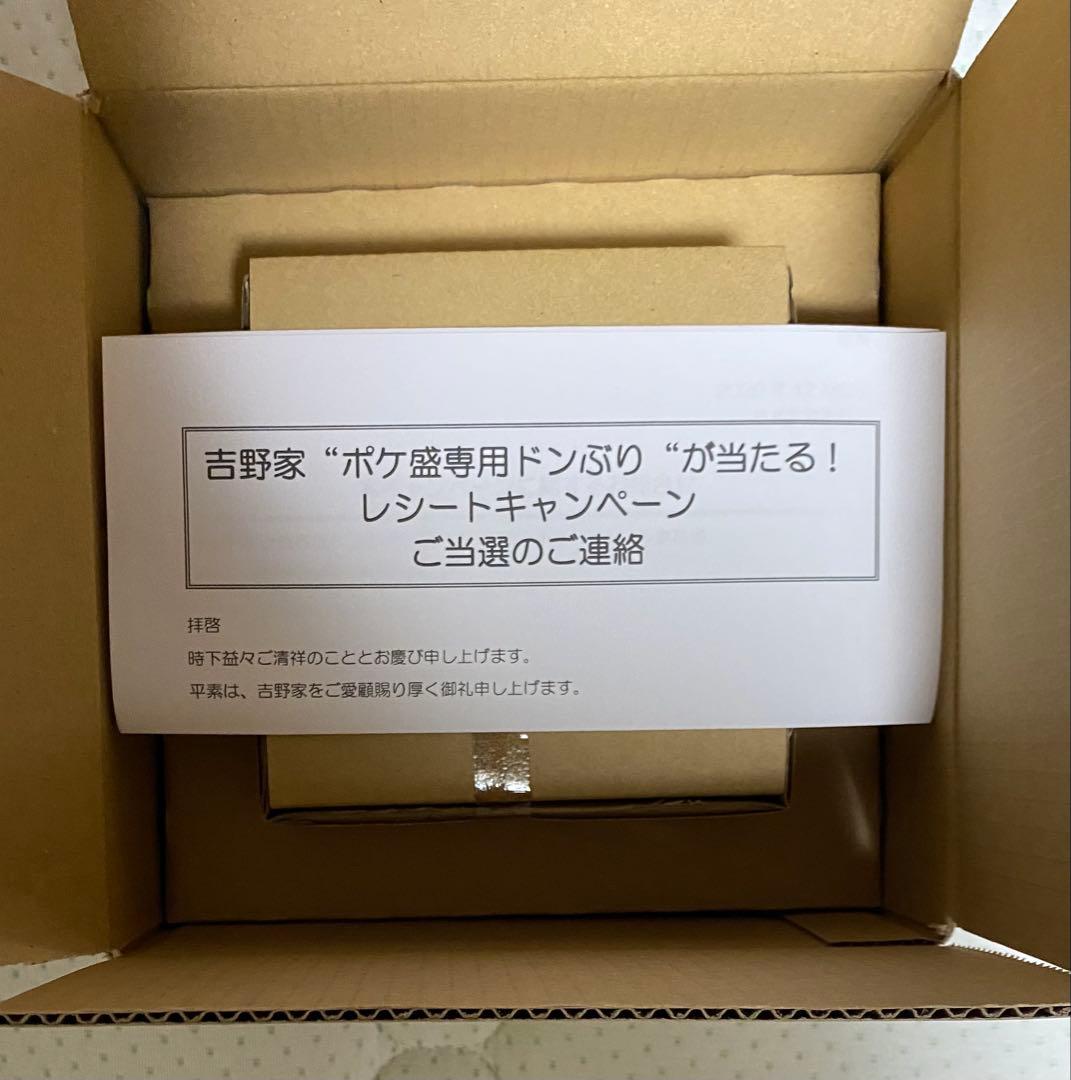 吉野家“ポケ盛専用ドンぶり“が当たる！
レシートキャンペーン
ご当選のご連絡
拝啓
時下益々ご清祥のこととお慶び申し上げます。
平素は、吉野家をご愛顧賜り厚く御礼申し上げます。